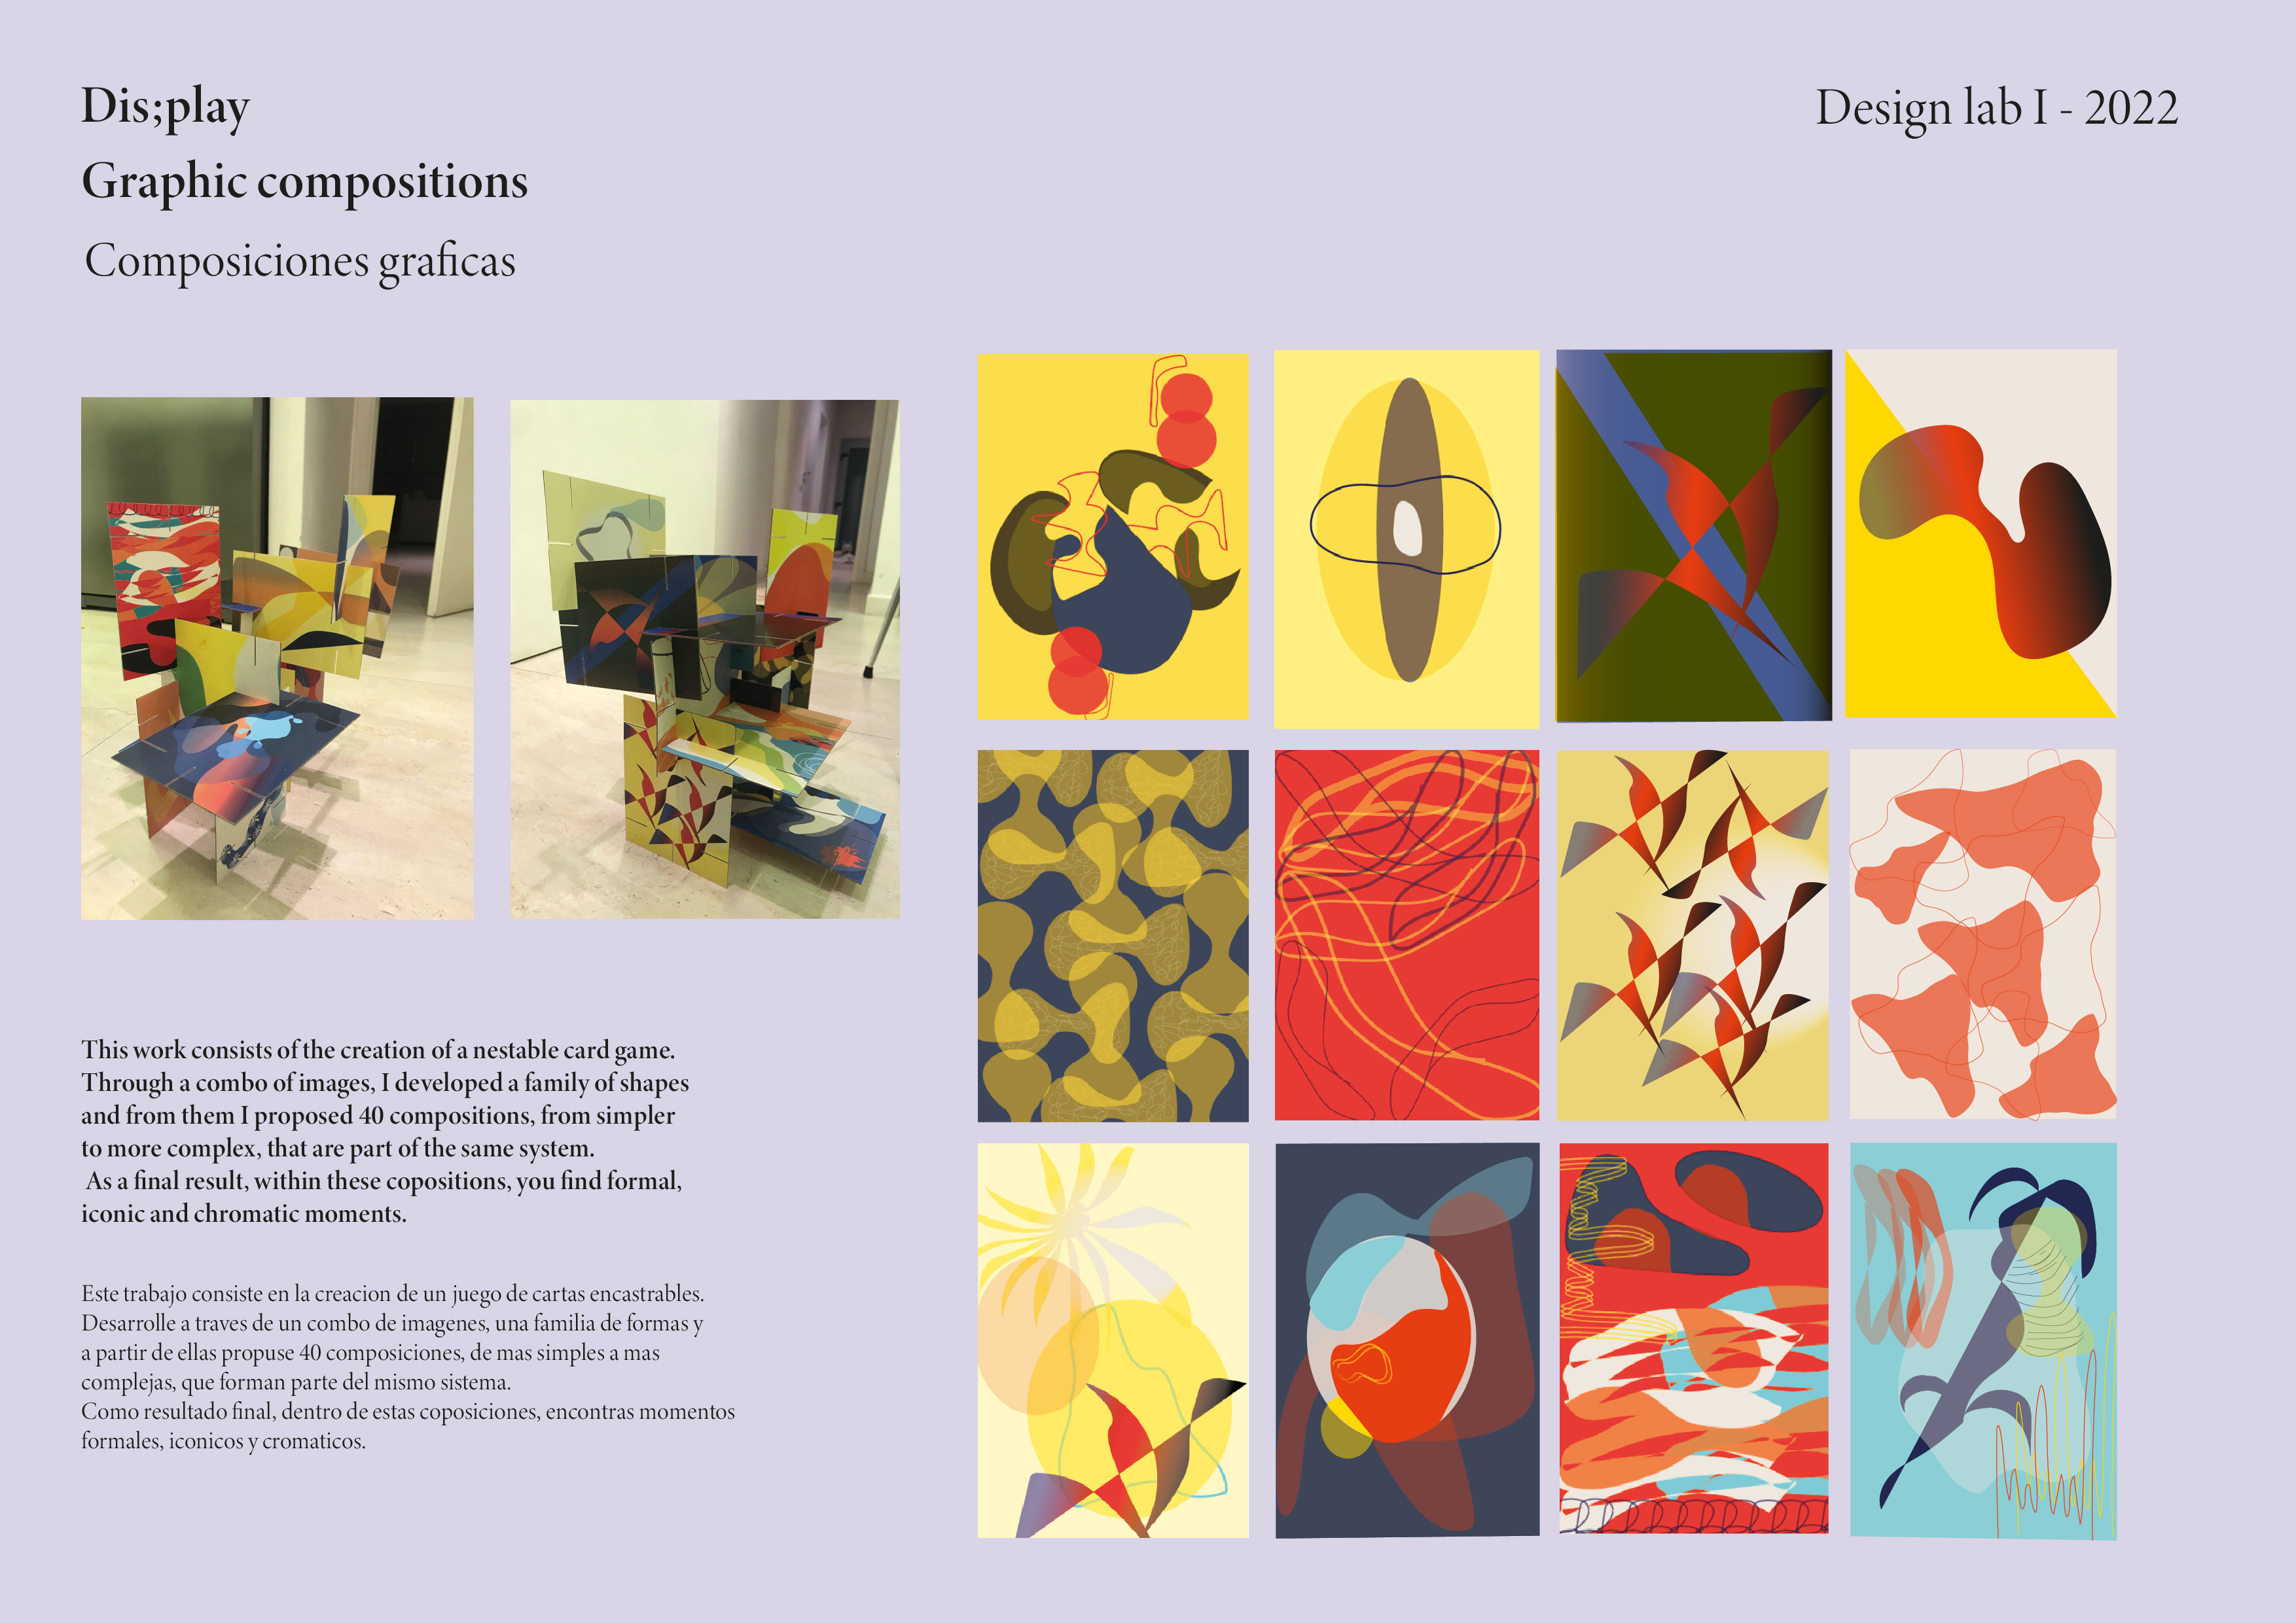 Dis;play
Graphic compositions
Composiciones graficas
Design lab I - 2022
This work consists of the creation of a nestable card game.
Through a combo of images, I developed a family of shapes
and from them I proposed 40 compositions, from simpler
to more complex, that are part of the same system.
As a final result, within these copositions, you find formal,
iconic and chromatic moments.
Este trabajo consiste en la creacion de un juego de cartas encastrables.
Desarrolle a traves de un combo de imagenes, una familia de formas y
a partir de ellas propuse 40 composiciones, de mas simples a mas
complejas, que forman parte del mismo sistema.
Como resultado final, dentro de estas coposiciones, encontras momentos
formales, iconicos y cromaticos.